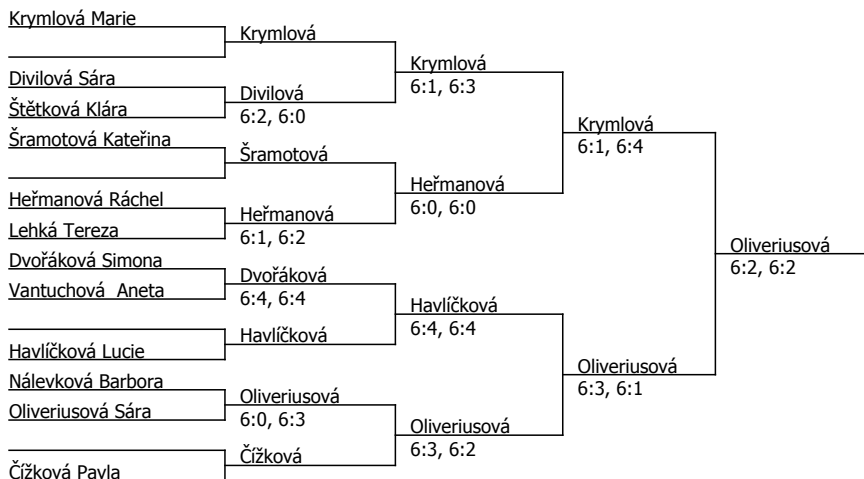 Krymlová Marie
Divilová Sára
Štětková Klára
Šramotová Kateřina
Heřmanová Ráchel
Lehká Tereza
Dvořáková Simona
Vantuchová  Aneta
Havlíčková Lucie
Nálevková Barbora
Oliveriusová Sára
Čížková Pavla
Krymlová
Divilová
6:2, 6:0
Šramotová
Heřmanová
6:1, 6:2
Dvořáková
6:4, 6:4
Havlíčková
Oliveriusová
6:0, 6:3
Čížková
Krymlová
6:1, 6:3
Heřmanová
6:0, 6:0
Havlíčková
6:4, 6:4
Oliveriusová
6:3, 6:2
Krymlová
6:1, 6:4
Oliveriusová
6:3, 6:1
Oliveriusová
6:2, 6:2